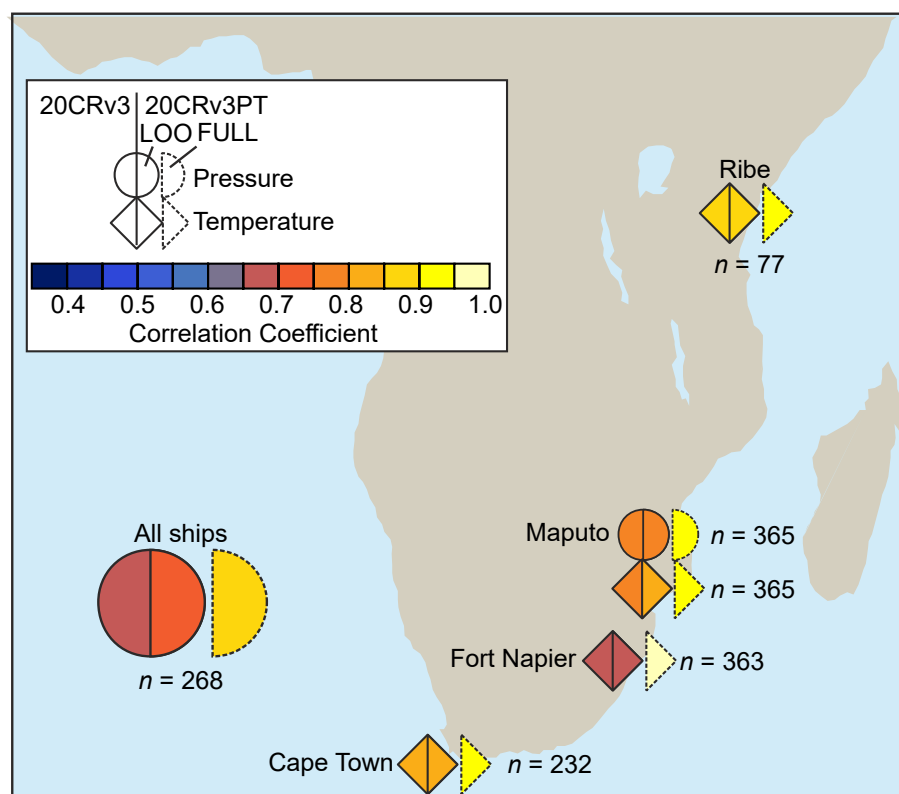 20CRv3 20CRv3PT
LOO FULL
Pressure
Temperature
0.4 0.5 0.6 0.7 0.8 0.9 1.0
Correlation Coefficient
Ribe
n = 77
All ships
n = 268
Maputo
n = 365
n = 365
Fort Napier
n = 363
Cape Town
n = 232